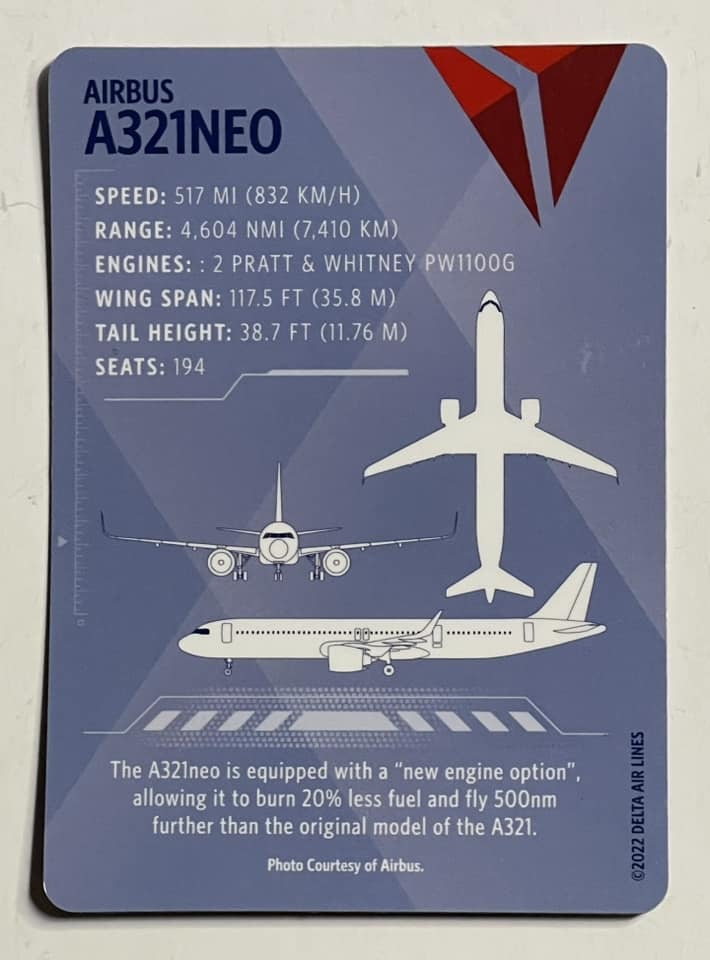 AIRBUS
A321NEO
SPEED: 517 MI (832 KM/H)
RANGE: 4,604 NMI (7,410 KM)
ENGINES: : 2 PRATT & WHITNEY PW1100G
WING SPAN: 117.5 FT (35.8 M)
TAIL HEIGHT: 38.7 FT (11.76 M)
SEATS: 194
The A321neo is equipped with a “new engine option”,
allowing it to burn 20% less fuel and fly 500nm
further than the original model of the A321.
Photo Courtesy of Airbus.
©2022 DELTA AIR LINES